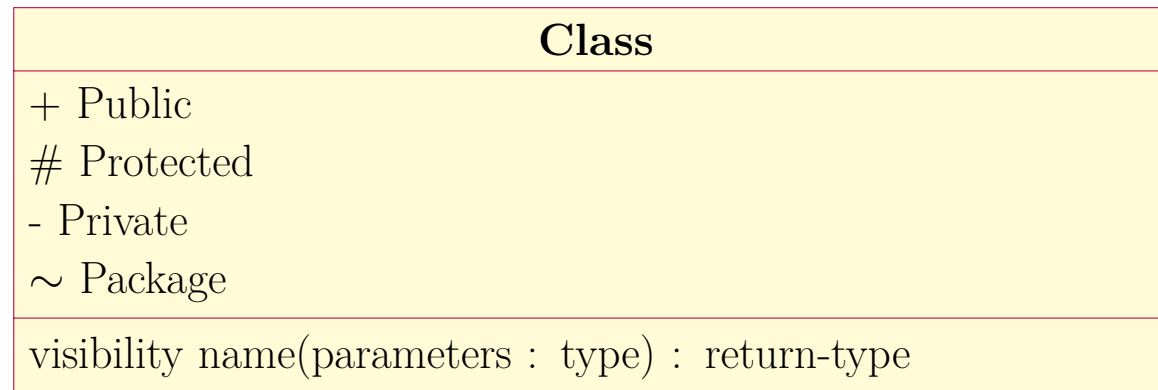 Class
+ Public
# Protected
- Private
∼ Package
visibility name(parameters : type) : return-type